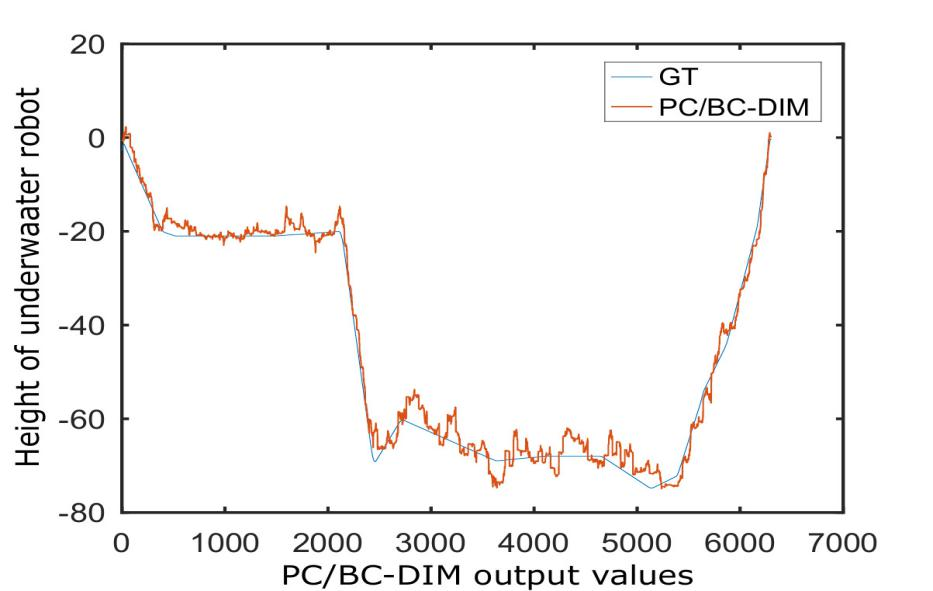 20
0
-20
-40
-60
-80
Height of underwaater robot
GT
PC/BC-DIM
0 1000 2000 3000 4000 5000 6000 7000
PC/BC-DIM output values